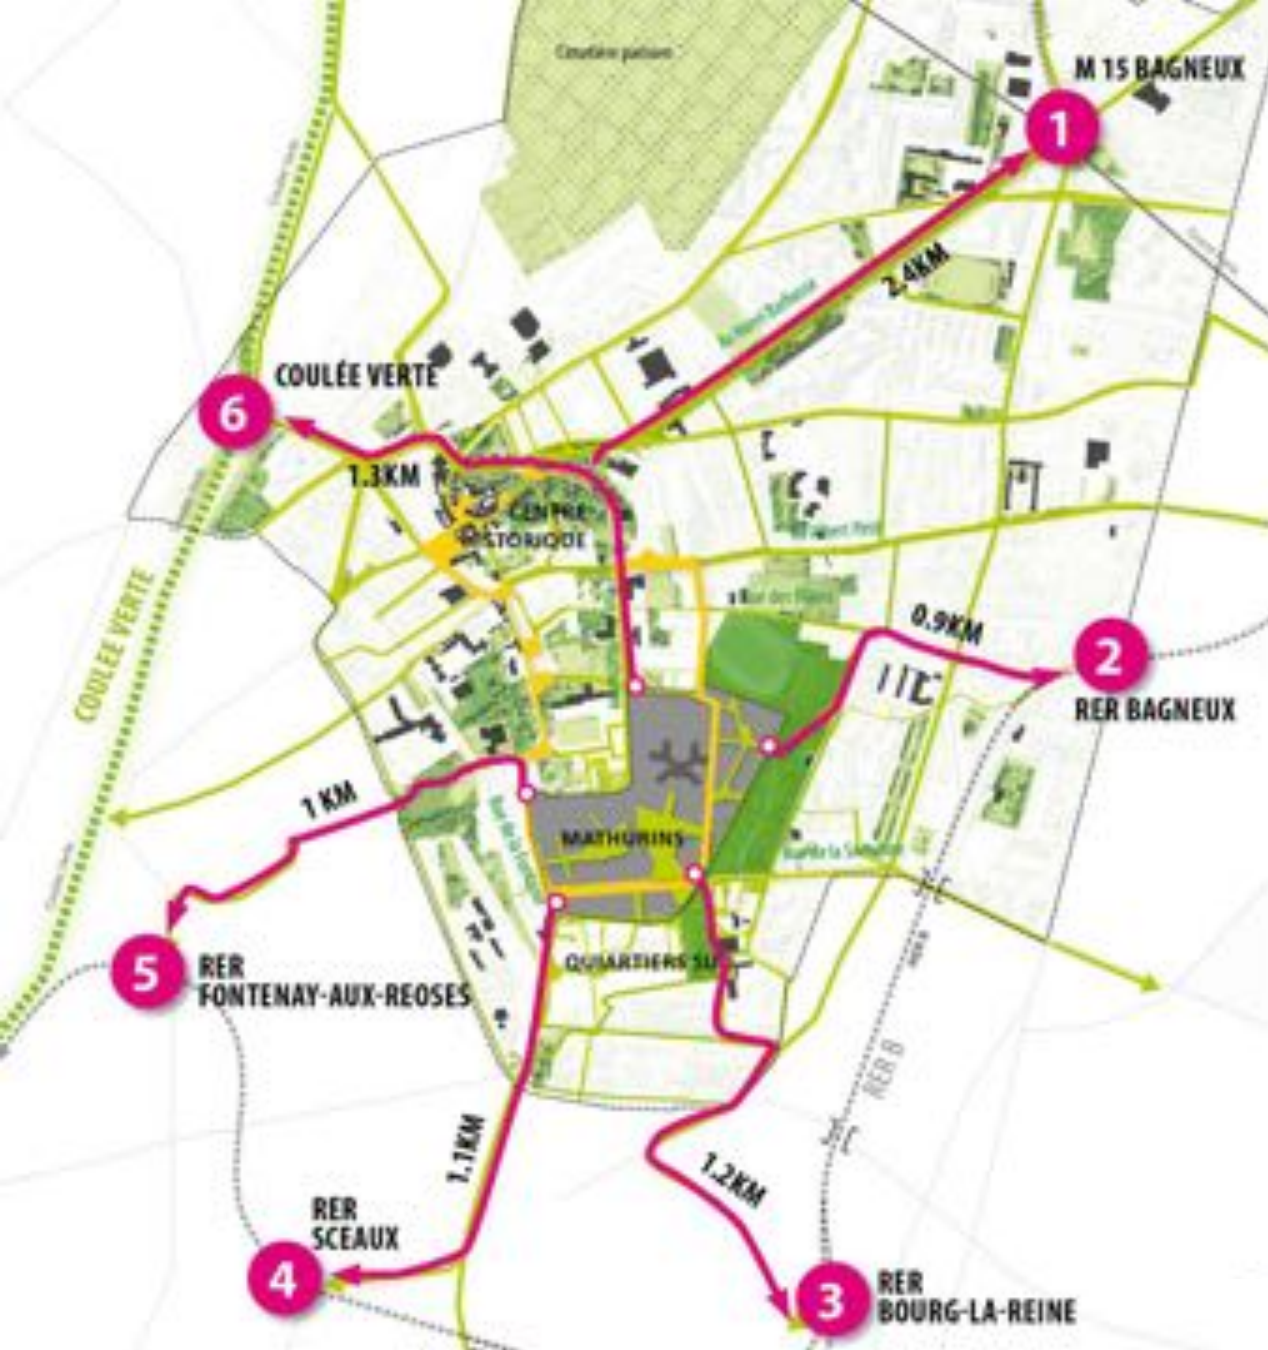 M 15 BAGNEUX
1
2.4KM
COULÉE VERTE
6
1.3KM
CENTRE
HISTORIQUE
0.9KM
2
RER BAGNEUX
COULÉE VERTE
1 KM
MATHURINS
5
RER
FONTENAY-AUX-REOSES
QUIARTIERS SU
RER B
1.1KM
1.2KM
RER
SCEAUX
4
3
RER
BOURG-LA-REINE